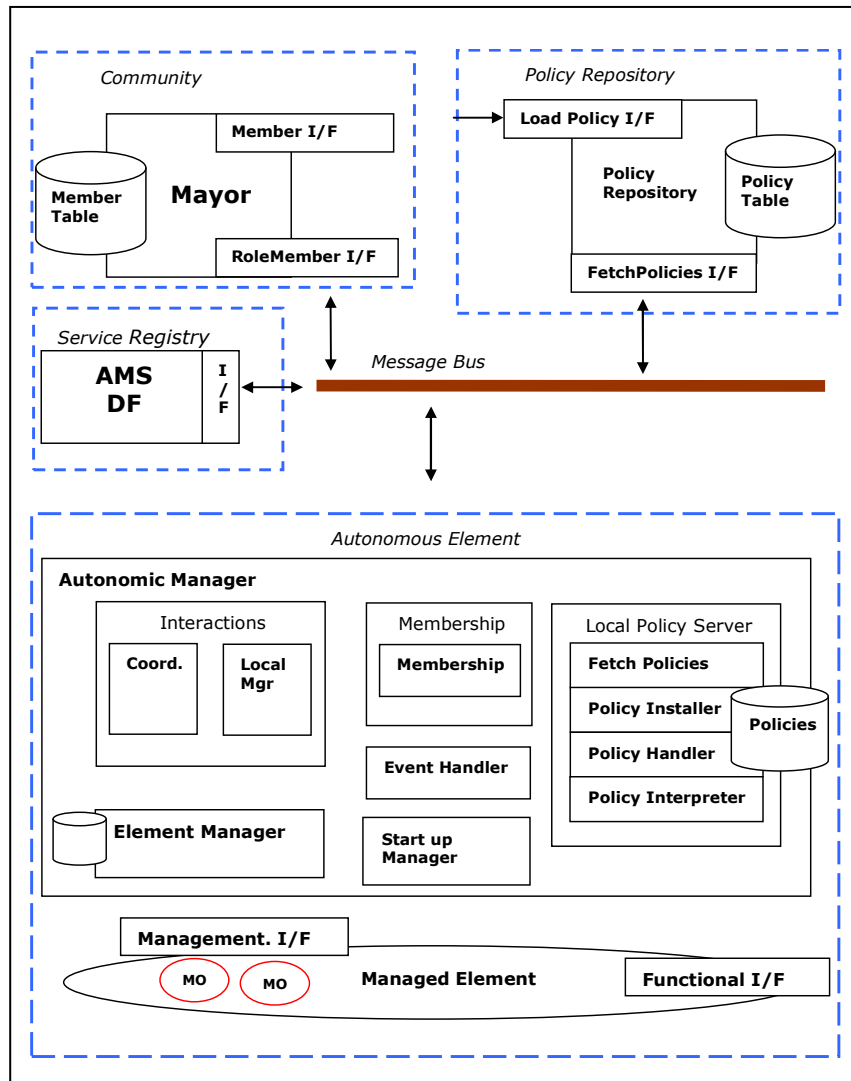 Community
Member I/F
Member
Table
Mayor
RoleMember I/F
Policy Repository
Load Policy I/F
Policy
Repository
Policy
Table
FetchPolicies I/F
Service Registry
AMS
DF
I
/
F
Message Bus
Autonomous Element
Autonomic Manager
Interactions
Coord.
Local
Mgr
Membership
Membership
Local Policy Server
Fetch Policies
Policy Installer
Policy Handler
Policy Interpreter
Policies
Event Handler
Element Manager
Start up
Manager
Management. I/F
MO
MO
Managed Element
Functional I/F